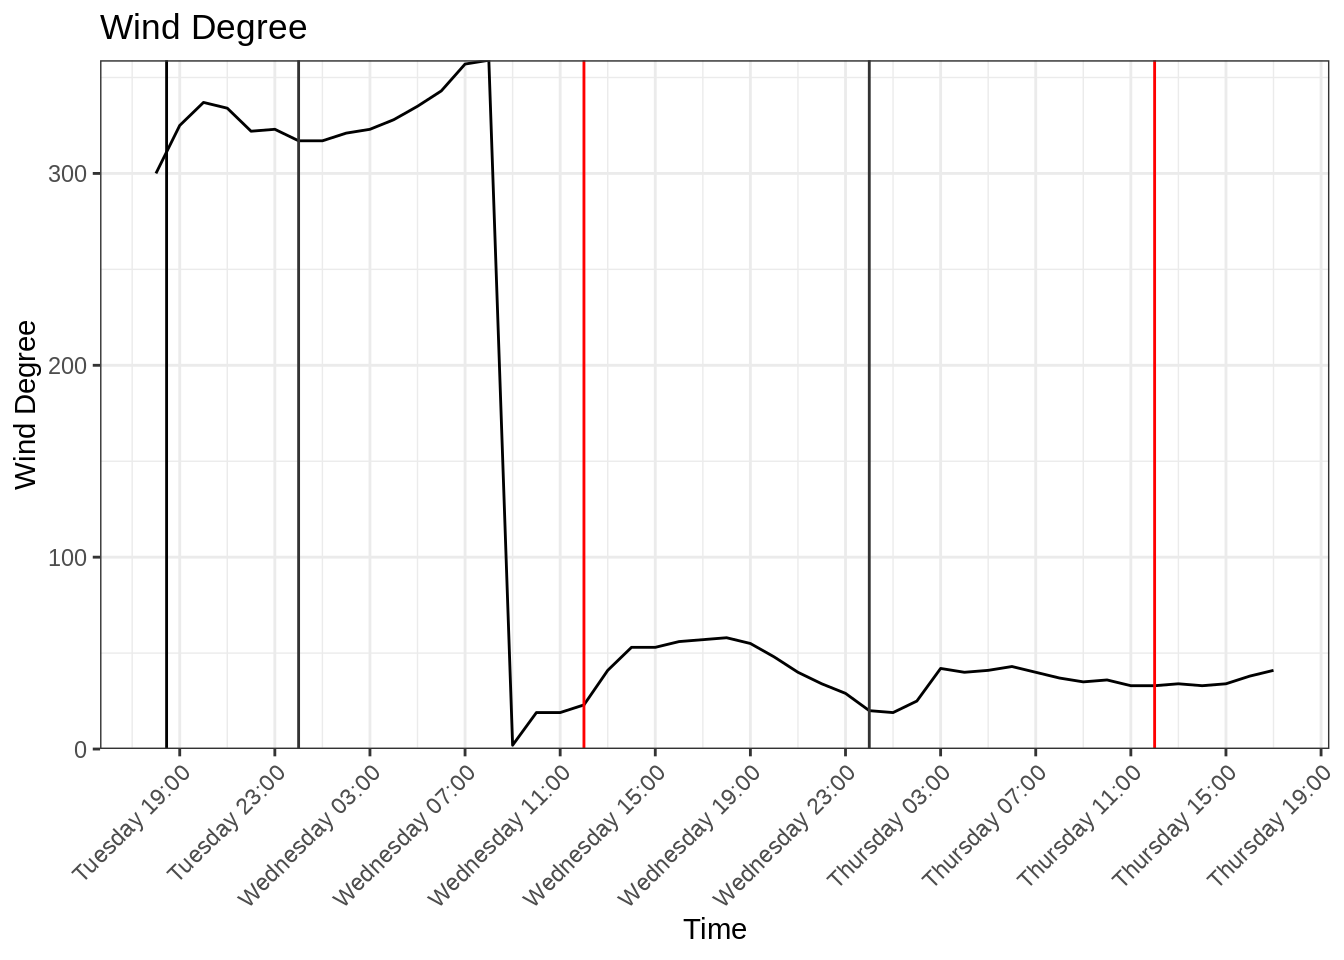 Wind Degree
Wind Degree
300
200
100
0
Tuesday 19:00
Tuesday 23:00
Wednesday 03:00
Wednesday 07:00
Wednesday 11:00
Wednesday 15:00
Wednesday 19:00
Wednesday 23:00
Thursday 03:00
Thursday 07:00
Thursday 11:00
Thursday 15:00
Thursday 19:00
Time